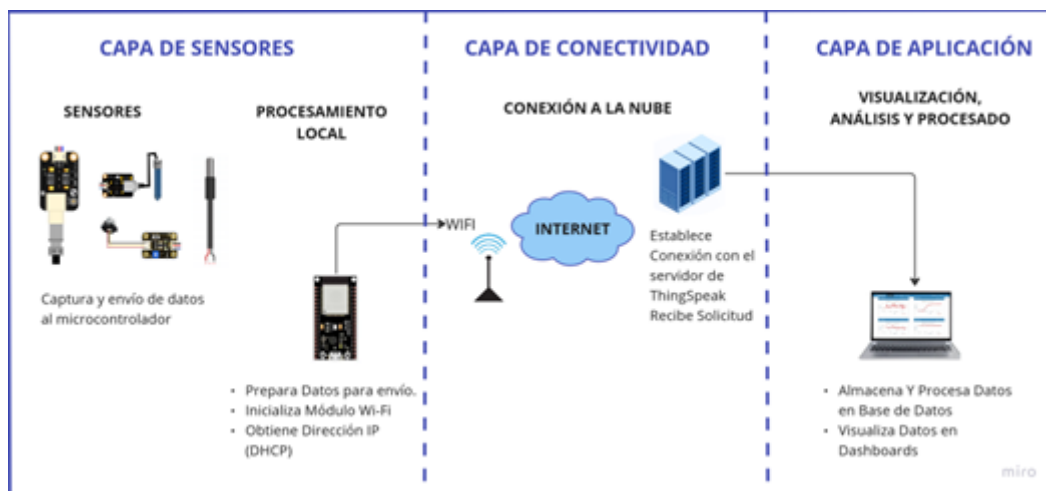 CAPA DE SENSORES
SENSORES
PROCESAMIENTO
LOCAL
Captura y envío de datos
al microcontrolador
• Prepara Datos para envío.
• Inicializa Módulo Wi-Fi
• Obtiene Dirección IP
(DHCP)
CAPA DE CONECTIVIDAD
CONEXIÓN A LA NUBE
WIFI
INTERNET
Establece
Conexión con el
servidor de
ThingSpeak
Recibe Solicitud
CAPA DE APLICACIÓN
VISUALIZACIÓN,
ANÁLISIS Y PROCESADO
• Almacena Y Procesa Datos
en Base de Datos
• Visualiza Datos en
Dashboards
miro